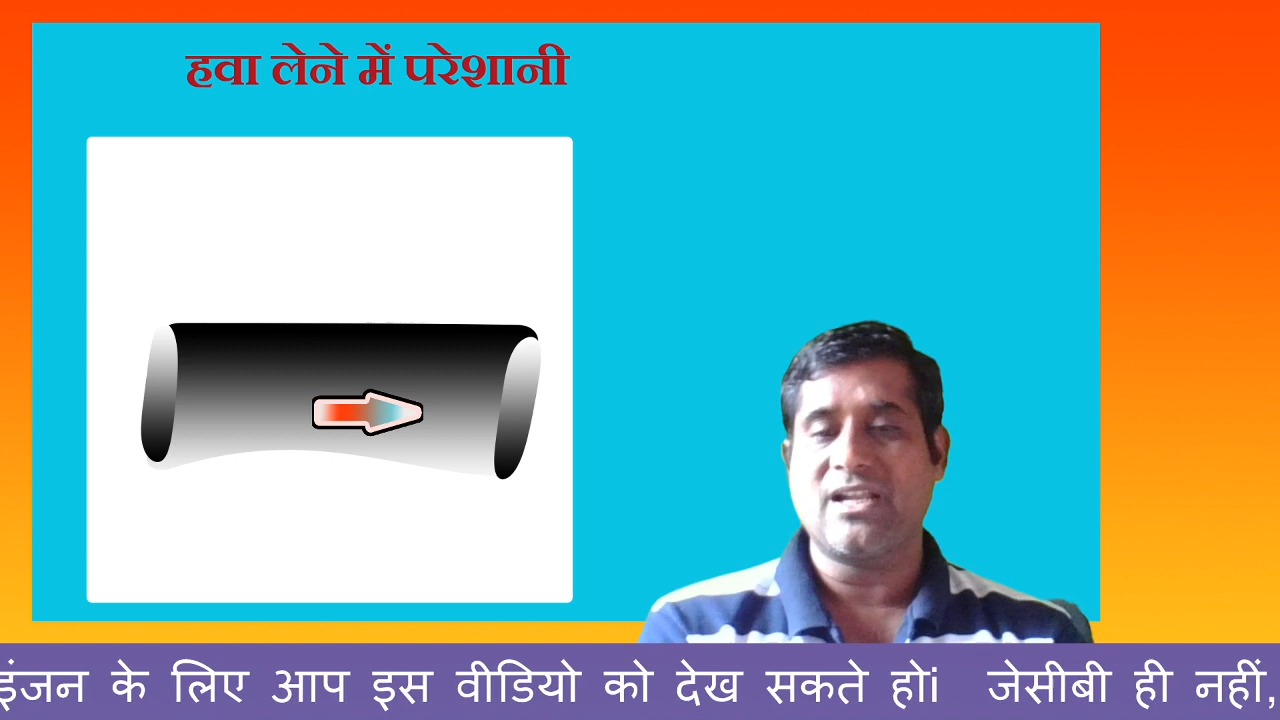 हवा लेने में परेशानी
इंजन के लिए आप इस वीडियो को देख सकते होi जेसीबी ही नहीं,